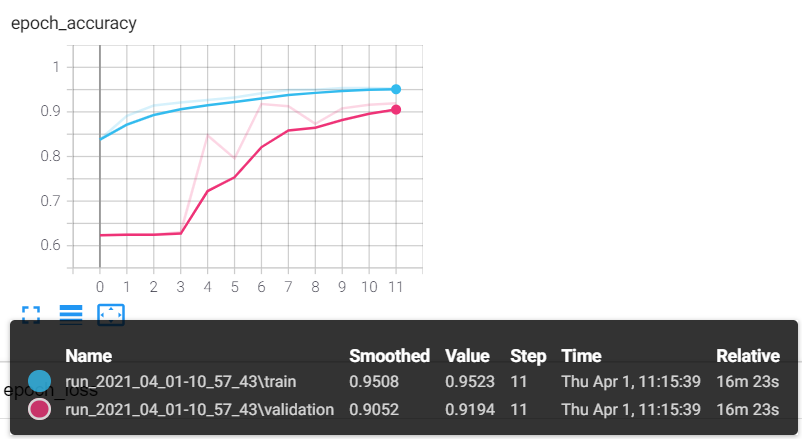 epoch_accuracy
1
0.9
0.8
0.7
0.6
0 1 2 3 4 5 6 7 8 9 10 11
Name Smoothed Value Step Time Relative
run_2021_04_01-10_57_43\train 0.9508 0.9523 11 Thu Apr 1, 11:15:39 16m 23s
epoch_loss
run_2021_04_01-10_57_43\validation 0.9052 0.9194 11 Thu Apr 1, 11:15:39 16m 23s